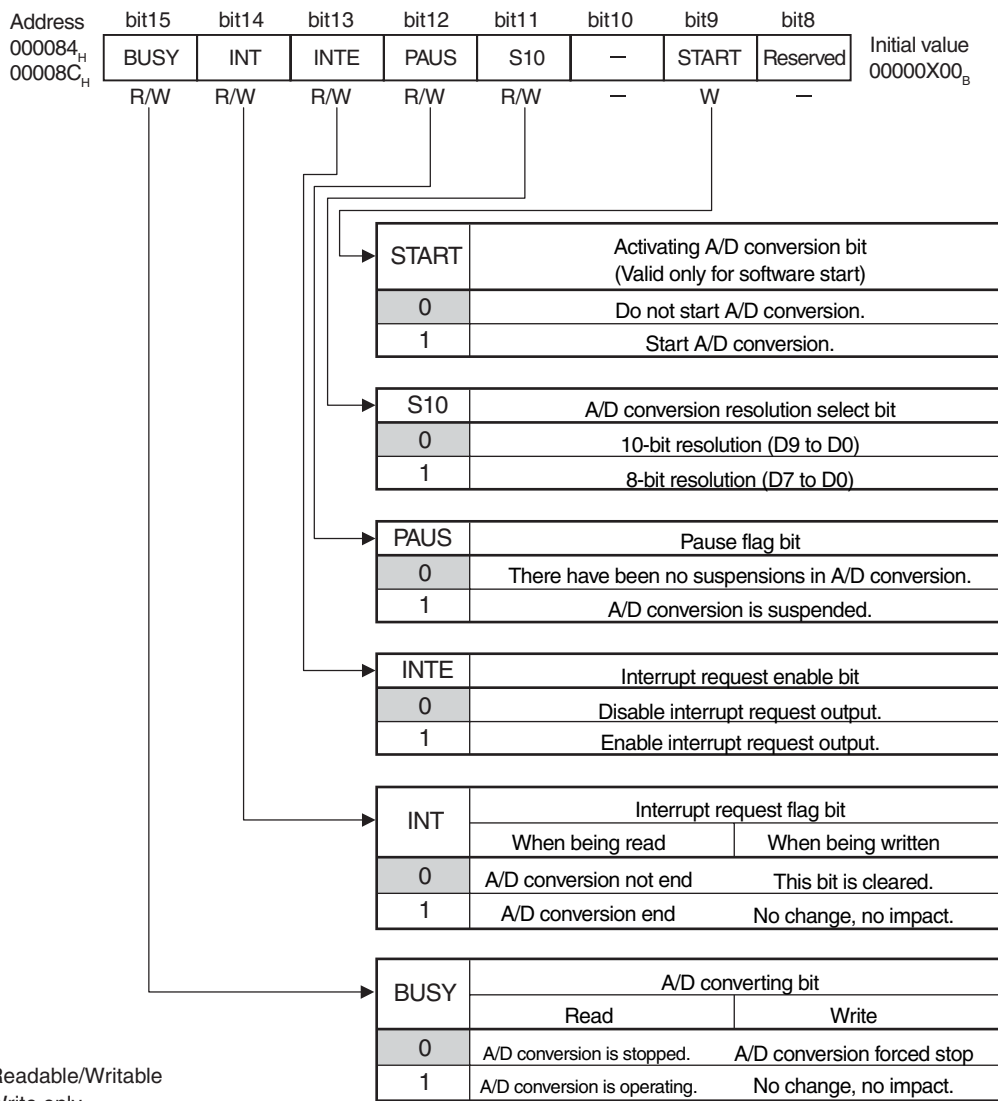 Address bit15 bit14 bit13 bit12 bit11 bit10 bit9 bit8
000084H BUSY INT INTE PAUS S10 — START Reserved Initial value
00008CH 00000X00B
R/W R/W R/W R/W R/W — W —
START Activating A/D conversion bit
(Valid only for software start)
0 Do not start A/D conversion.
1 Start A/D conversion.
S10 A/D conversion resolution select bit
0 10-bit resolution (D9 to D0)
1 8-bit resolution (D7 to D0)
PAUS Pause flag bit
0 There have been no suspensions in A/D conversion.
1 A/D conversion is suspended.
INTE Interrupt request enable bit
0 Disable interrupt request output.
1 Enable interrupt request output.
INT Interrupt request flag bit
When being read When being written
0 A/D conversion not end This bit is cleared.
1 A/D conversion end No change, no impact.
BUSY A/D converting bit
Read Write
0 A/D conversion is stopped. A/D conversion forced stop
1 A/D conversion is operating. No change, no impact.
Readable/Writable